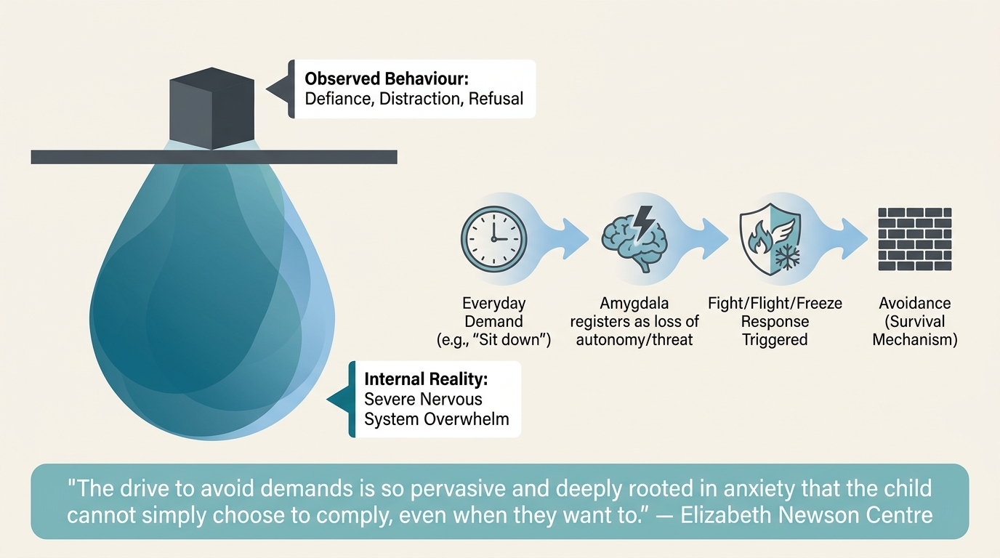 Observed Behaviour:
Defiance, Distraction, Refusal
Everyday
Demand
(e.g., “Sit down”)
Amygdala
registers as loss of
autonomy/threat
Fight/Flight/Freeze
Response
Triggered
Avoidance
(Survival
Mechanism)
Internal Reality:
Severe Nervous
System Overwhelm
"The drive to avoid demands is so pervasive and deeply rooted in anxiety that the child
cannot simply choose to comply, even when they want to.” — Elizabeth Newson Centre